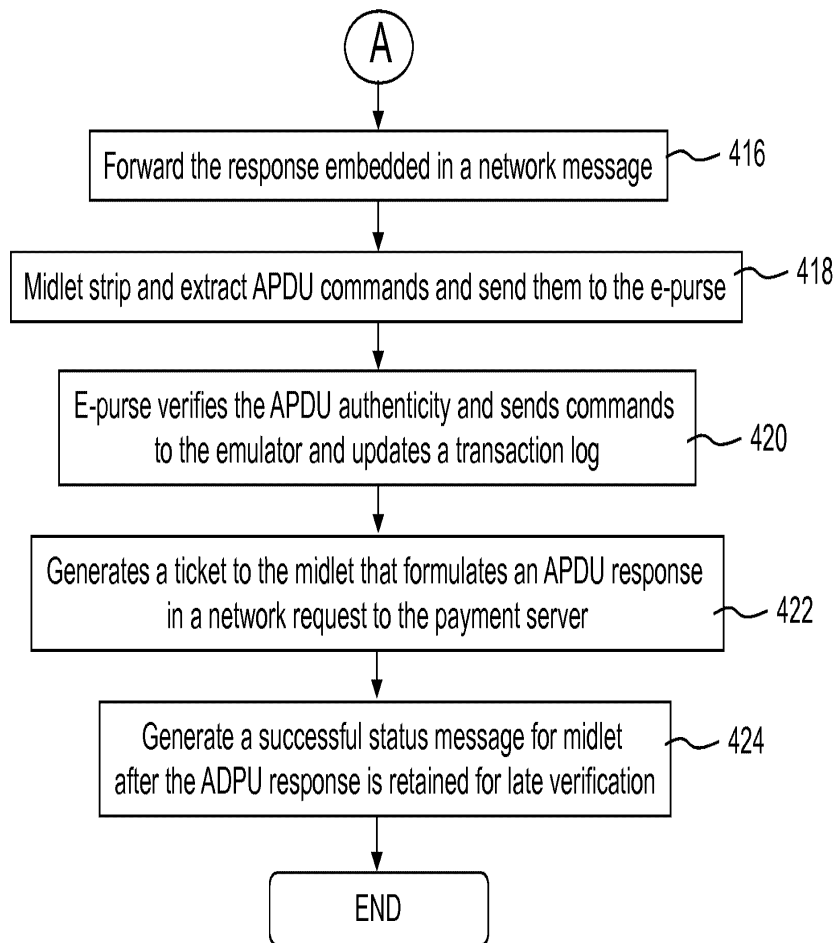 A
Forward the response embedded in a network message
416
Midlet strip and extract APDU commands and send them to the e-purse
418
E-purse verifies the APDU authenticity and sends commands
to the emulator and updates a transaction log
420
Generates a ticket to the midlet that formulates an APDU response
in a network request to the payment server
422
Generate a successful status message for midlet
after the ADPU response is retained for late verification
424
END